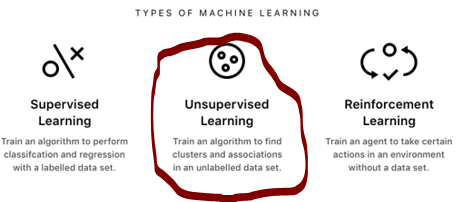 TYPES OF MACHINE LEARNING
Supervised
Learning
Train an algorithm to perform
classifcation and regression
with a labelled data set.
Unsupervised
Learning
Train an algorithm to find
clusters and associations
in an unlabelled data set.
Reinforcement
Learning
Train an agent to take certain
actions in an environment
without a data set.